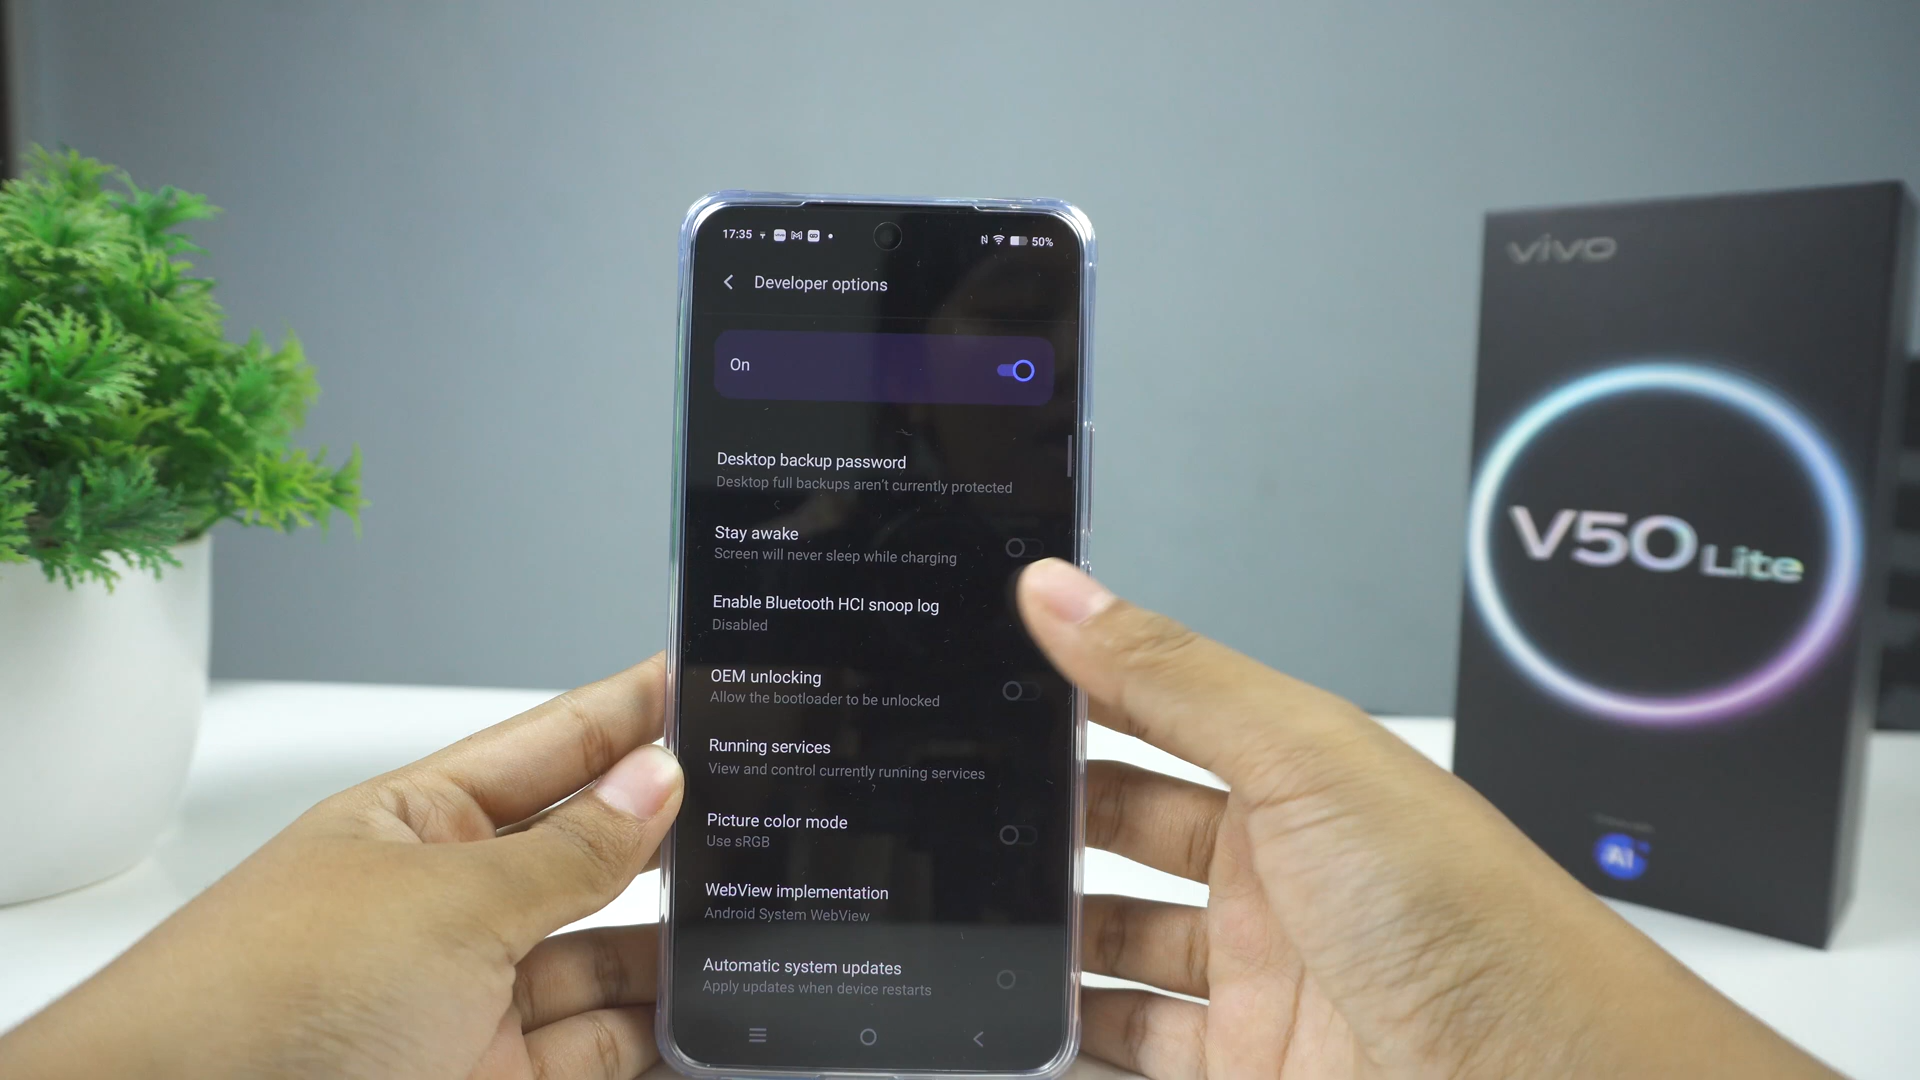 17:35
50%
Developer options
On
Desktop backup password
Desktop full backups aren't currently protected
Stay awake
Screen will never sleep while charging
Enable Bluetooth HCI snoop log
Disabled
OEM unlocking
Allow the bootloader to be unlocked
Running services
View and control currently running services
Picture color mode
Use sRGB
WebView implementation
Android System WebView
Automatic system updates
Apply updates when device restarts
vivo
V50 Lite
AI